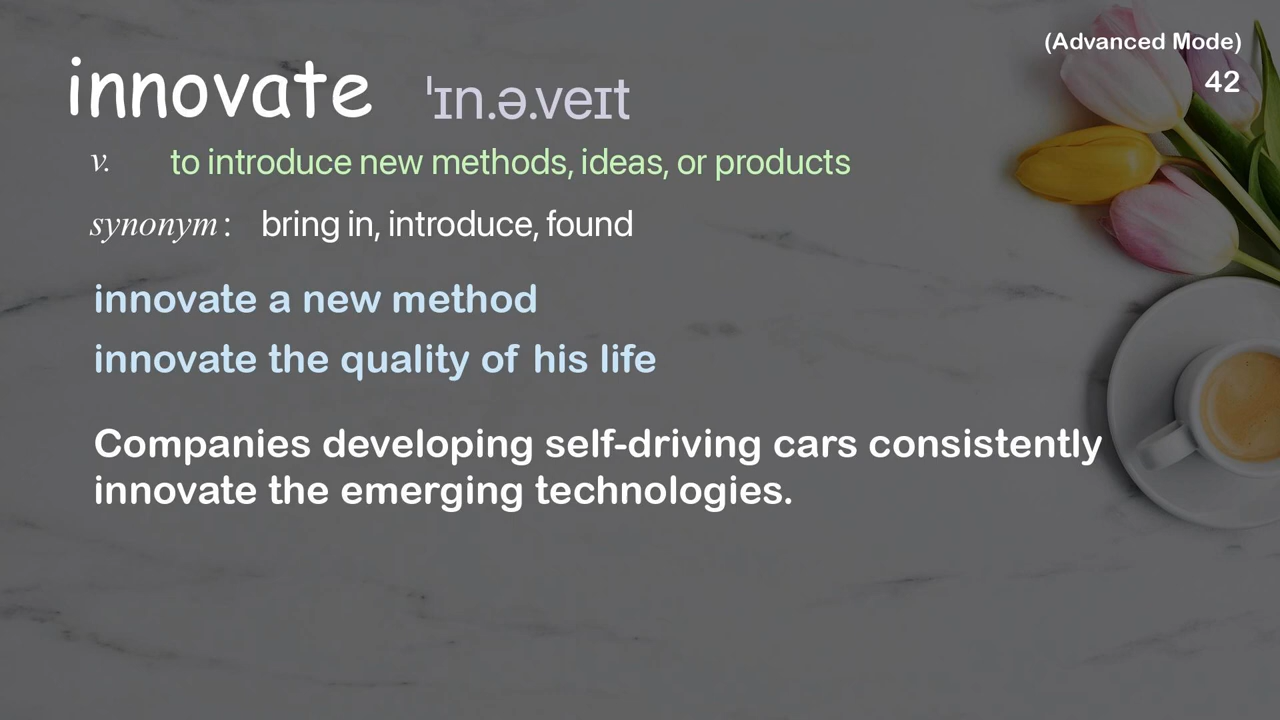 (Advanced Mode)
42
innovate ˈɪn.ə.veɪt
v. to introduce new methods, ideas, or products
synonym: bring in, introduce, found
innovate a new method
innovate the quality of his life
Companies developing self-driving cars consistently
innovate the emerging technologies.